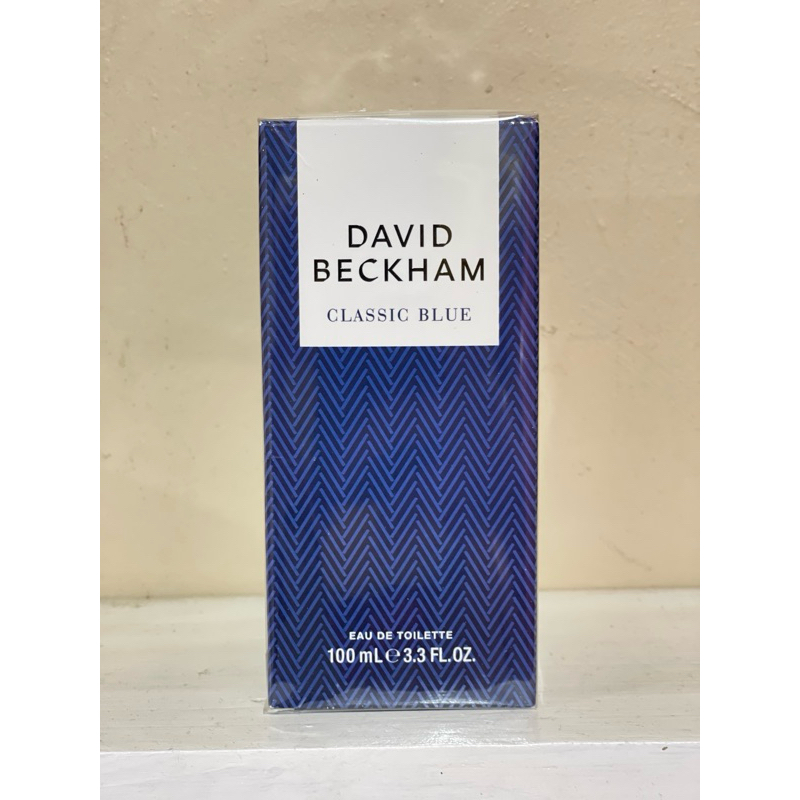 DAVID
BECKHAM
CLASSIC BLUE
EAU DE TOILETTE
100 mL ℮ 3.3 FL.OZ.